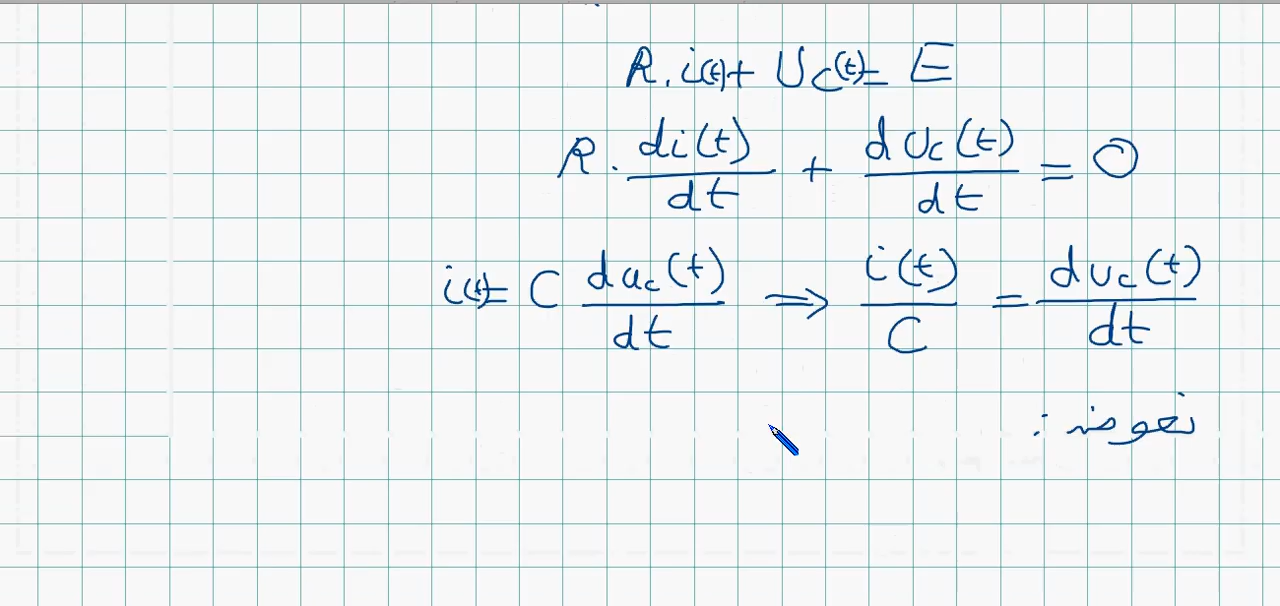 R. i(t) + Uc(t) = E
R. di(t)/dt + dUc(t)/dt = 0
i(t) = C duc(t)/dt ⇒ i(t)/C = duc(t)/dt
نعوض :